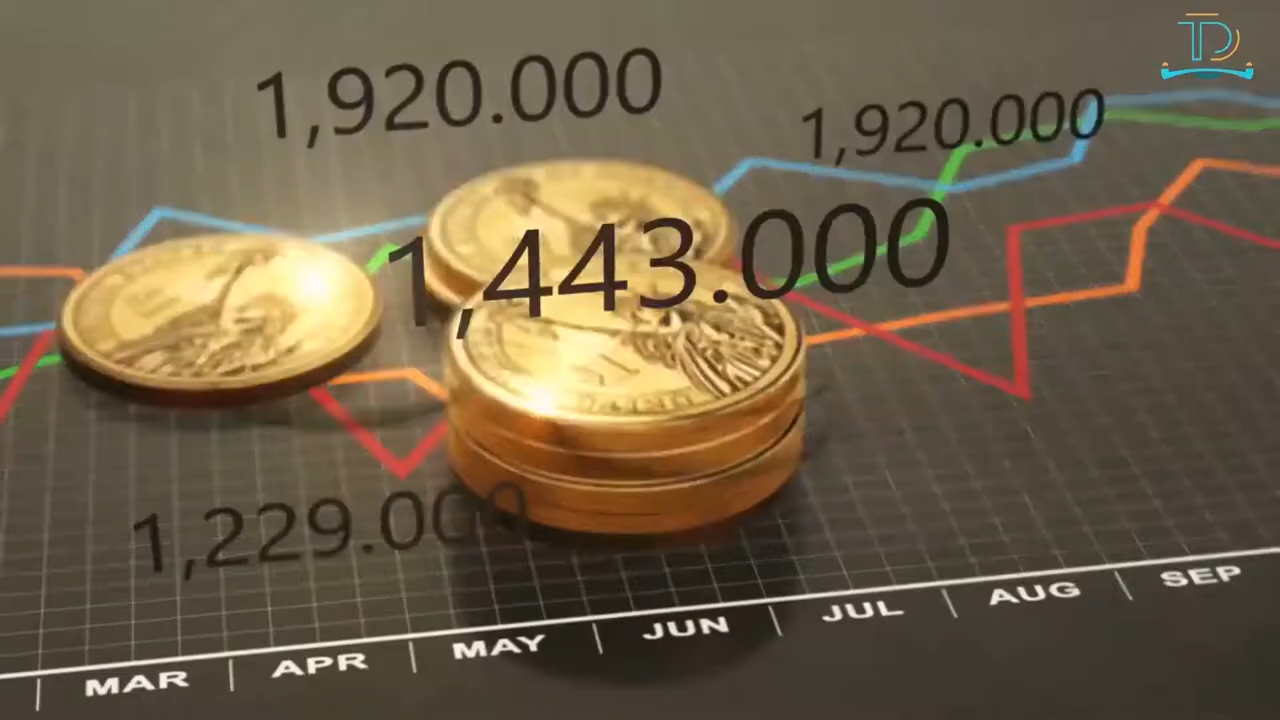 TD
1,920.000
1,920.000
1,443.000
1,229.000
MAR | APR | MAY | JUN | JUL | AUG | SEP